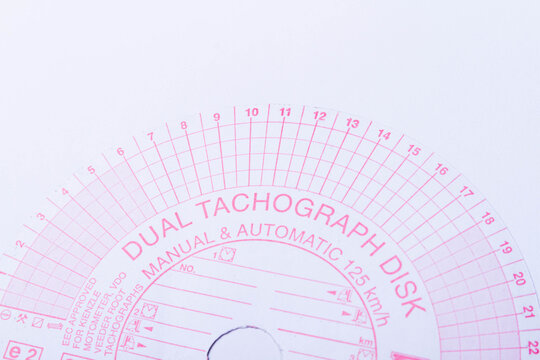 2 3 4 5 6 7 8 9 10 11 12 13 14 15 16 17 18 19 20 21 22
DUAL TACHOGRAPH DISK
MANUAL & AUTOMATIC 125 km/h
EEC APPROVED
FOR KIENZLE
MOTOMETER, VDO
VEEDER ROOT
TACHOGRAPHS
NO.
1
2
km
e 2